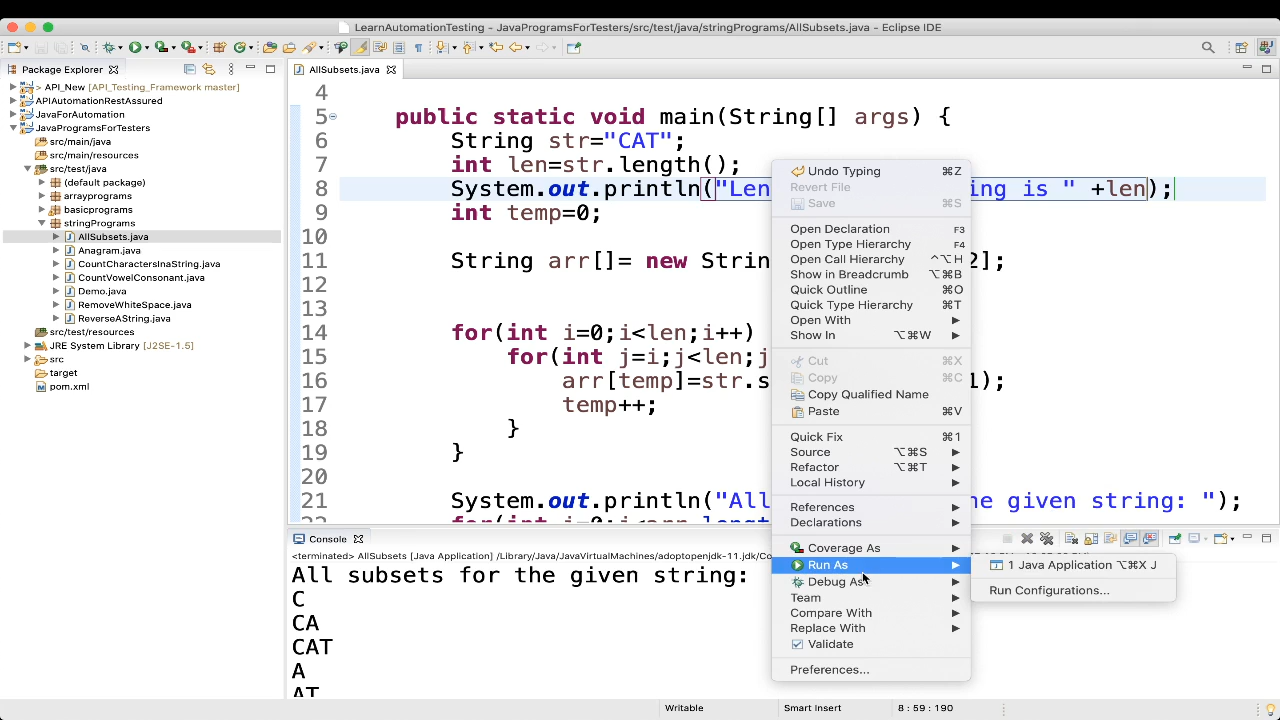 LearnAutomationTesting - JavaProgramsForTesters/src/test/java/stringPrograms/AllSubsets.java - Eclipse IDE
Package Explorer
> API_New [API_Testing_Framework master]
APIAutomationRestAssured
JavaForAutomation
JavaProgramsForTesters
src/main/java
src/main/resources
src/test/java
(default package)
arrayprograms
basicprograms
stringPrograms
AllSubsets.java
Anagram.java
CountCharactersInaString.java
CountVowelConsonant.java
Demo.java
RemoveWhiteSpace.java
ReverseAString.java
src/test/resources
JRE System Library [J2SE-1.5]
src
target
pom.xml
AllSubsets.java
4
5 public static void main(String[] args) {
6 String str="CAT";
7 int len=str.length();
8 System.out.println("Len ing is " +len);
9 int temp=0;
10
11 String arr[]= new Strin 2];
12
13
14 for(int i=0;i<len;i++)
15 for(int j=i;j<len;j
16 arr[temp]=str.s 1);
17 temp++;
18 }
19 }
20
21 System.out.println("All he given string: ");
Undo Typing ⌘Z
Revert File
Save ⌘S
Open Declaration F3
Open Type Hierarchy F4
Open Call Hierarchy ^⌥H
Show in Breadcrumb ⌥⌘B
Quick Outline ⌘O
Quick Type Hierarchy ⌘T
Open With
Show In ⌥⌘W
Cut ⌘X
Copy ⌘C
Copy Qualified Name
Paste ⌘V
Quick Fix ⌘1
Source ⌥⌘S
Refactor ⌥⌘T
Local History
References
Declarations
Coverage As
Run As
Debug As
Team
Compare With
Replace With
Validate
Preferences...
1 Java Application ⌥⌘X J
Run Configurations...
Console
<terminated> AllSubsets [Java Application] /Library/Java/JavaVirtualMachines/adoptopenjdk-11.jdk/Co
All subsets for the given string:
C
CA
CAT
A
AT
Writable
Smart Insert
8 : 59 : 190